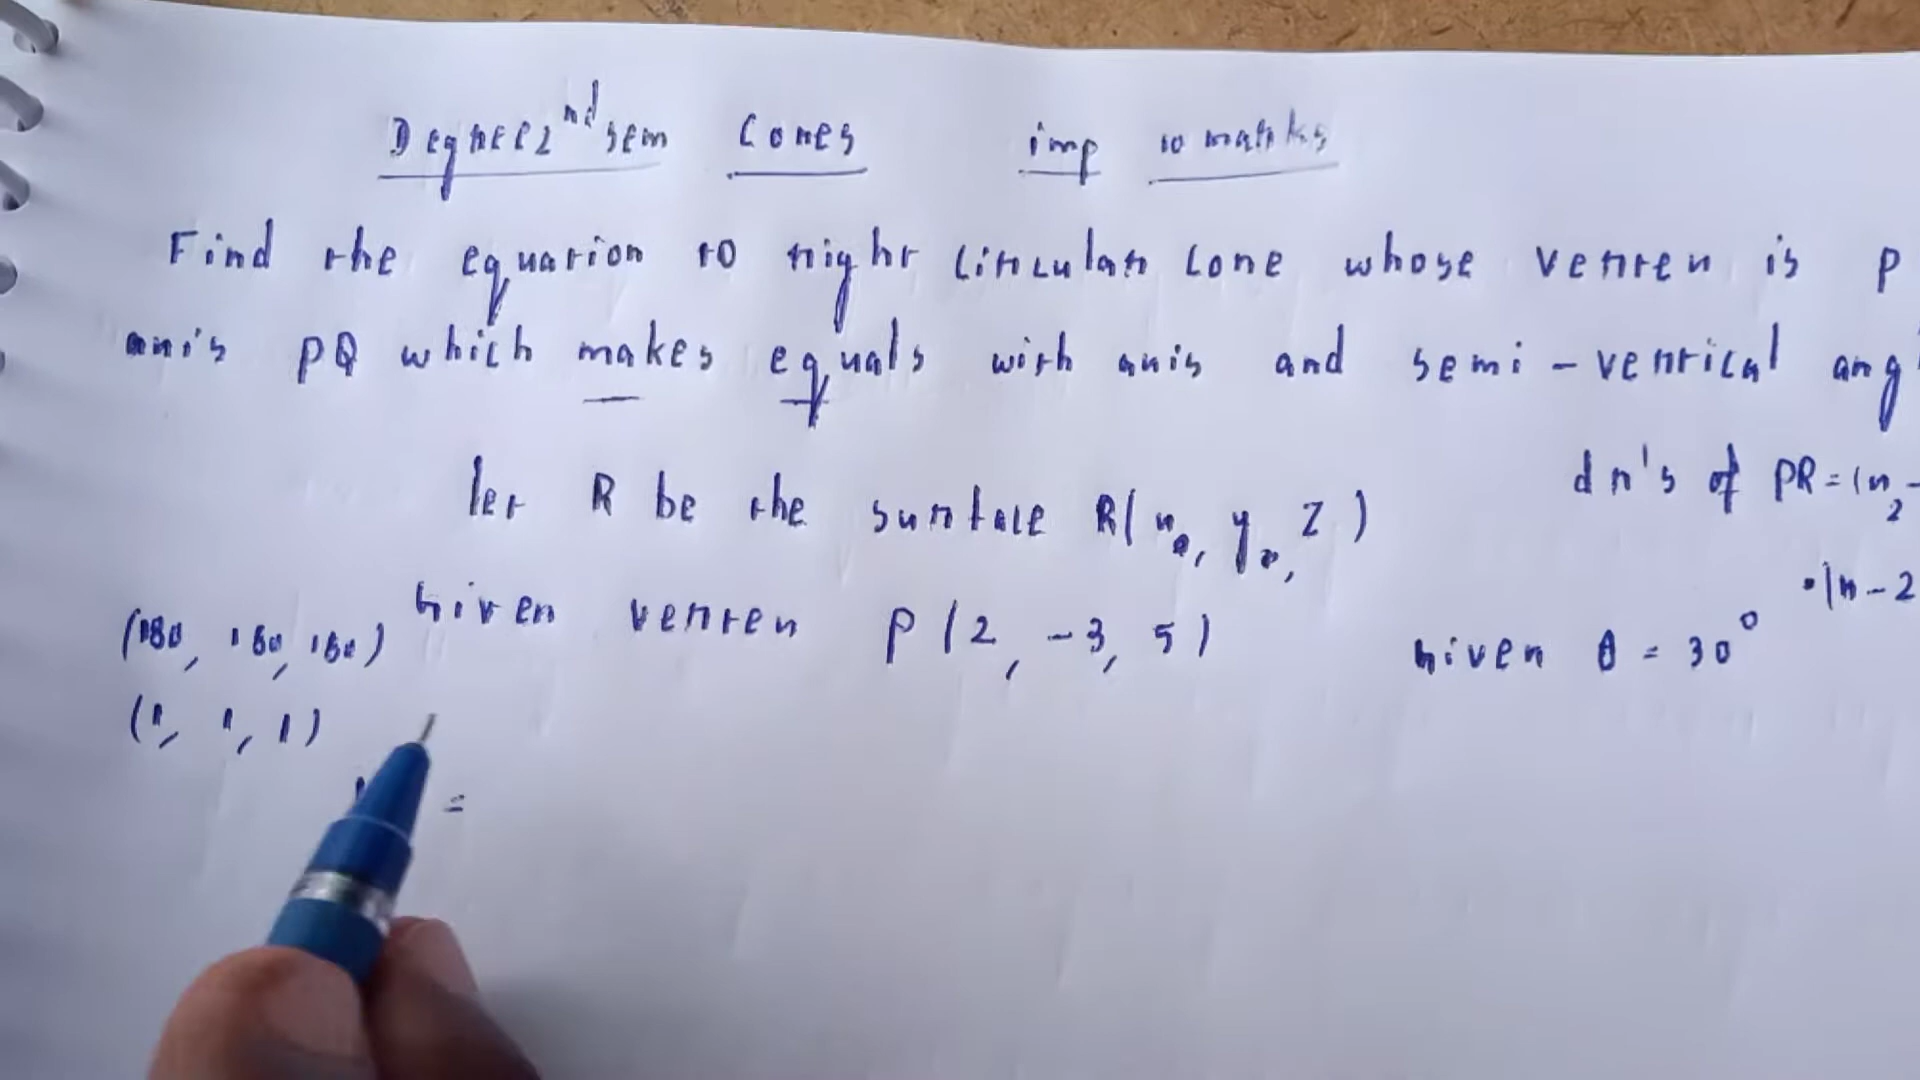 Degree 2nd sem Cones imp 10 marks
Find the equation to right circular cone whose vertex is P
axis PQ which makes equals with axis and semi-vertical ang
dr's of PR = (x2 -
let R be the surface R(x, y, z)
(x-2
(180, 180, 180) Given vertex P(2, -3, 5) Given θ = 30°
(1, 1, 1)
=